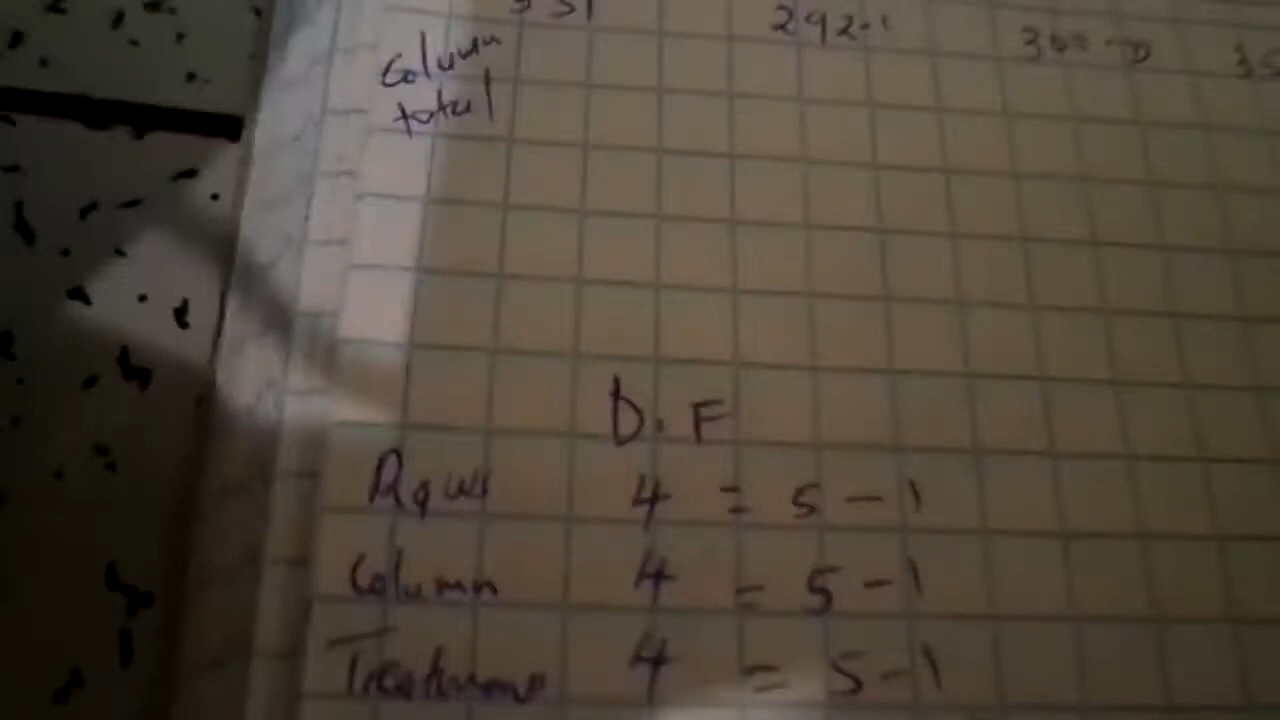 292.1
Column
total
D.F
Rows 4 = 5-1
Column 4 = 5-1
Treatment 4 = 5-1